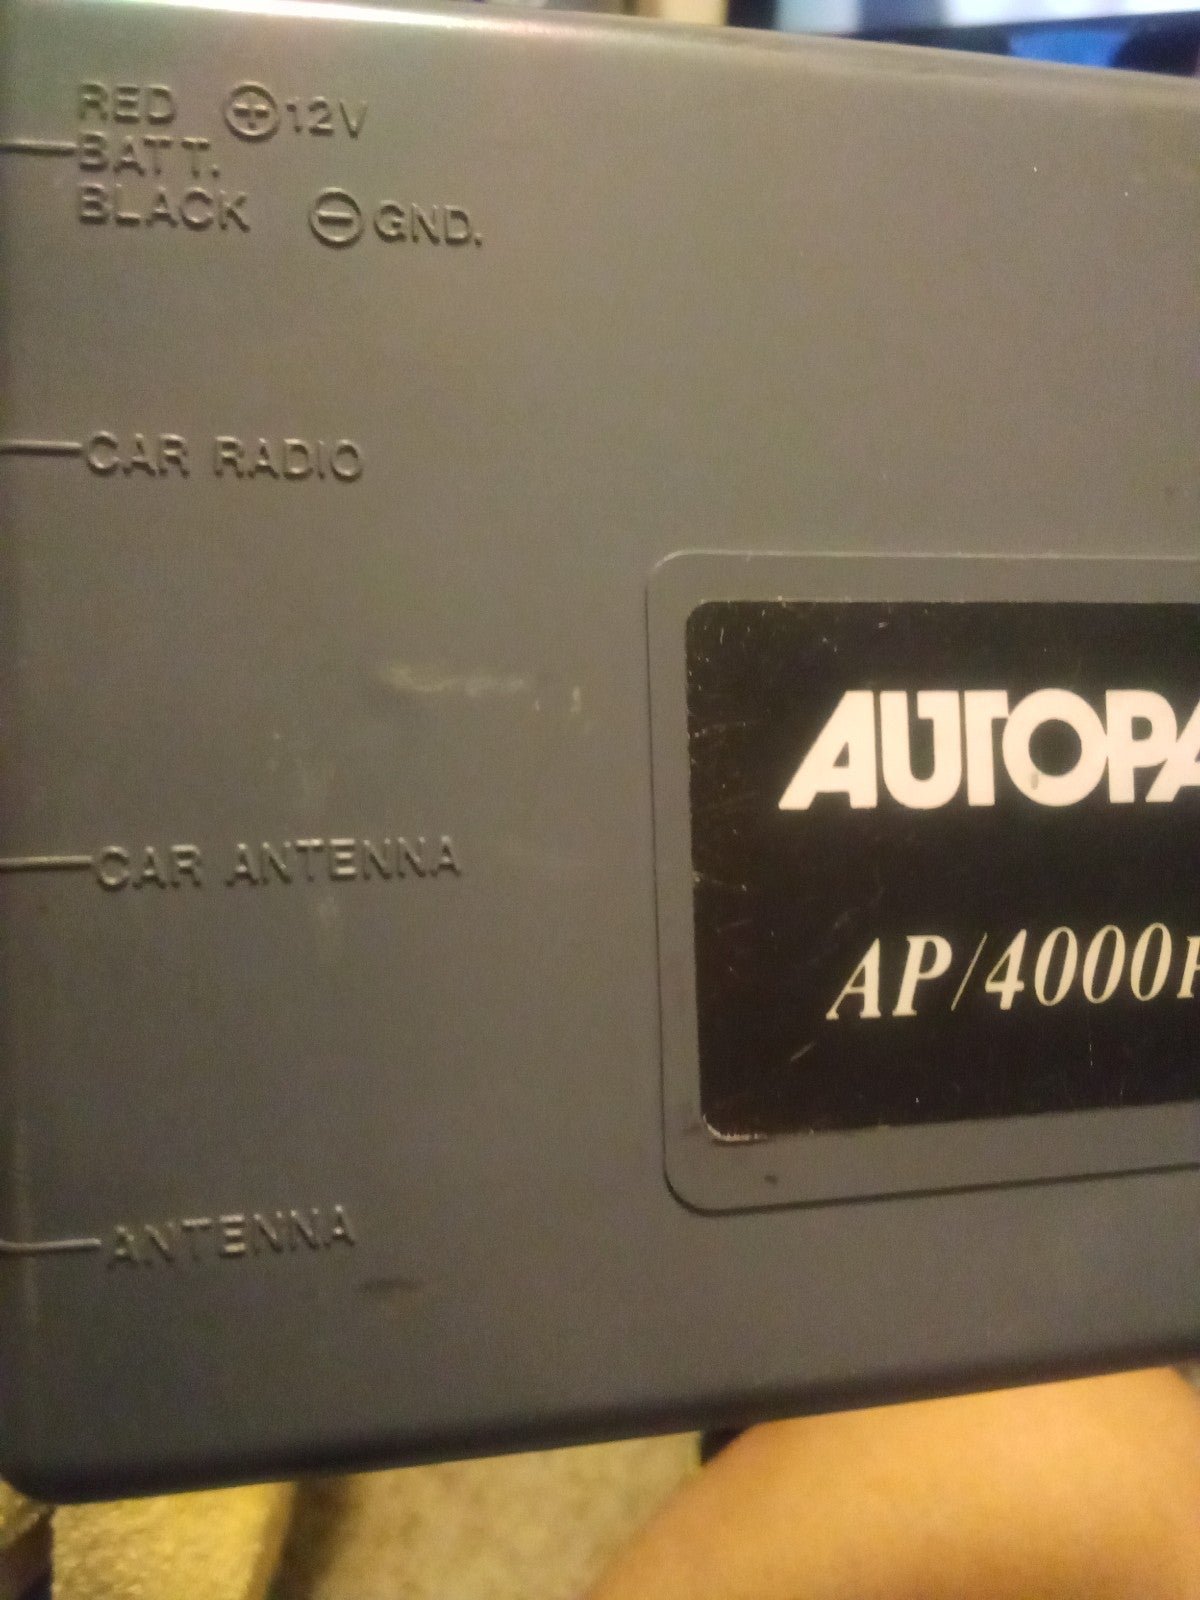 RED ⊕12V
BATT.
BLACK ⊖GND.
CAR RADIO
AUTOPA
CAR ANTENNA
AP/4000
ANTENNA